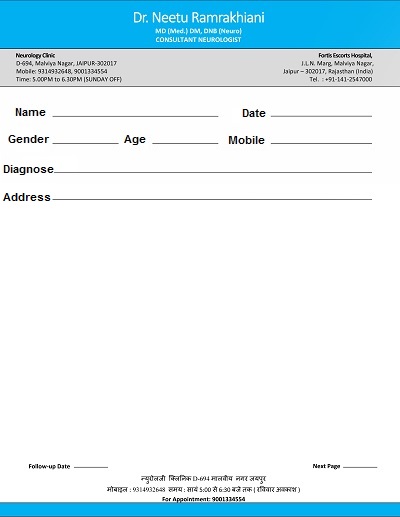 Dr. Neetu Ramrakhiani
MD (Med.) DM, DNB (Neuro)
CONSULTANT NEUROLOGIST
Neurology Clinic
D-694, Malviya Nagar, JAIPUR-302017
Mobile: 9314932648, 9001334554
Time: 5.00PM to 6.30PM (SUNDAY OFF)
Fortis Escorts Hospital,
J.L.N. Marg, Malviya Nagar,
Jaipur – 302017, Rajasthan (India)
Tel. : +91-141-2547000
Name Date
Gender Age Mobile
Diagnose
Address
Follow-up Date Next Page
न्युरोलजी क्लिनिक D-694 मालवीय नगर जयपुर
मोबाइल : 9314932648 समय : सायं 5:00 से 6:30 बजे तक ( रविवार अवकाश )
For Appointment: 9001334554